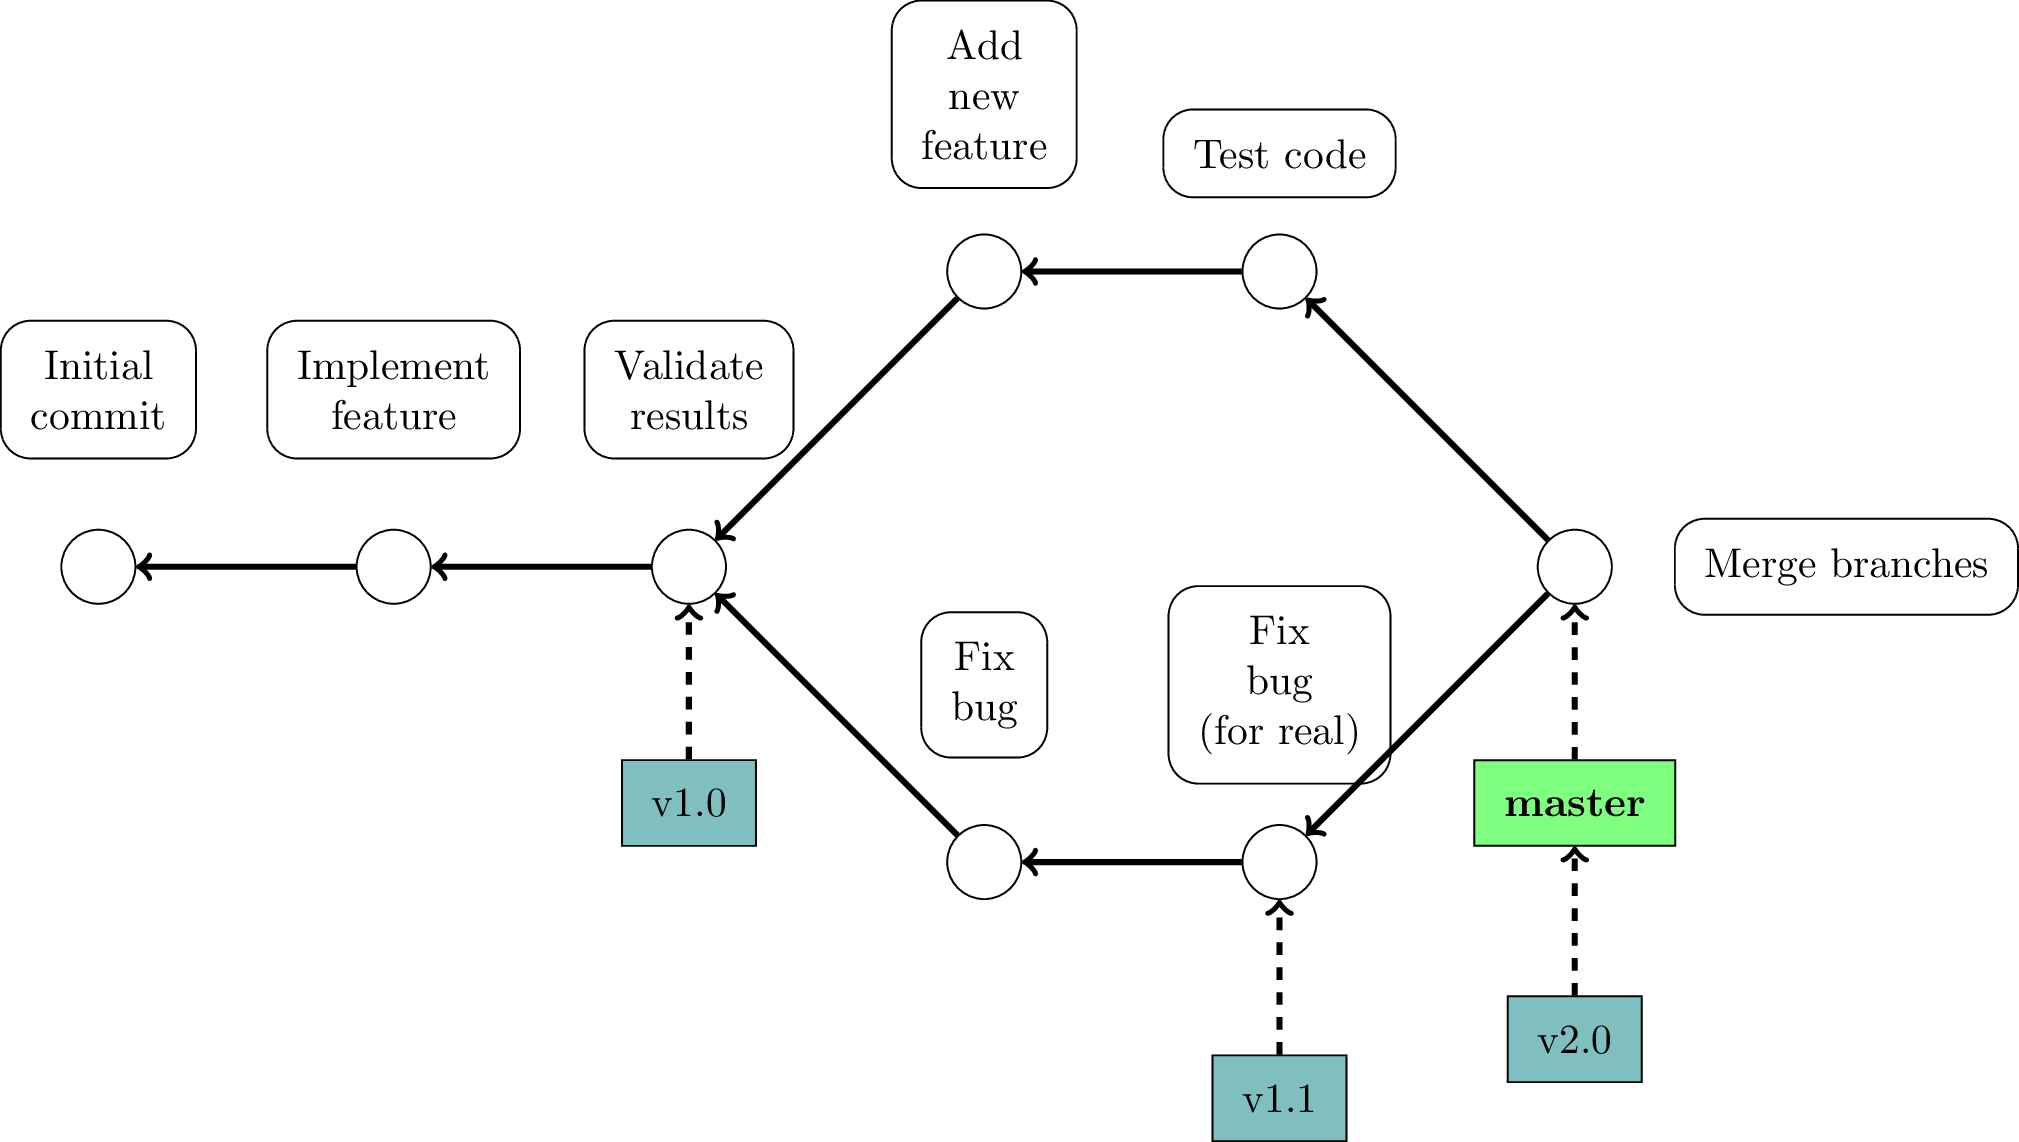 Add
new
feature
Test code
Initial
commit
Implement
feature
Validate
results
Merge branches
Fix
bug
Fix
bug
(for real)
v1.0
master
v2.0
v1.1